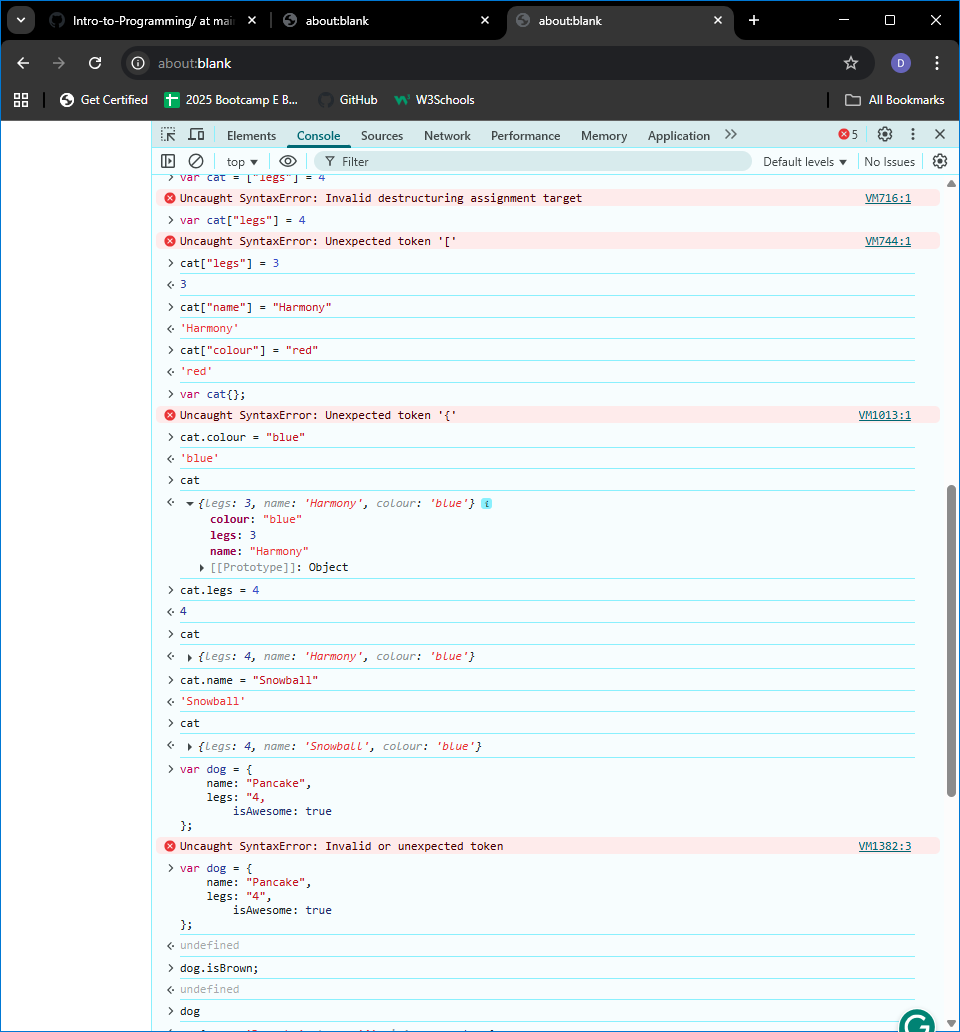 Intro-to-Programming/ at mai
about:blank
about:blank
about:blank
D
Get Certified
2025 Bootcamp E B...
GitHub
W3Schools
All Bookmarks
Elements
Console
Sources
Network
Performance
Memory
Application
5
top
Filter
Default levels
No Issues
> var cat = ["legs"] = 4
Uncaught SyntaxError: Invalid destructuring assignment target VM716:1
> var cat["legs"] = 4
Uncaught SyntaxError: Unexpected token '[' VM744:1
> cat["legs"] = 3
3
> cat["name"] = "Harmony"
'Harmony'
> cat["colour"] = "red"
'red'
> var cat{};
Uncaught SyntaxError: Unexpected token '{' VM1013:1
> cat.colour = "blue"
'blue'
> cat
{legs: 3, name: 'Harmony', colour: 'blue'} i
colour: "blue"
legs: 3
name: "Harmony"
[[Prototype]]: Object
> cat.legs = 4
4
> cat
{legs: 4, name: 'Harmony', colour: 'blue'}
> cat.name = "Snowball"
'Snowball'
> cat
{legs: 4, name: 'Snowball', colour: 'blue'}
> var dog = {
name: "Pancake",
legs: "4,
isAwesome: true
};
Uncaught SyntaxError: Invalid or unexpected token VM1382:3
> var dog = {
name: "Pancake",
legs: "4",
isAwesome: true
};
undefined
> dog.isBrown;
undefined
> dog